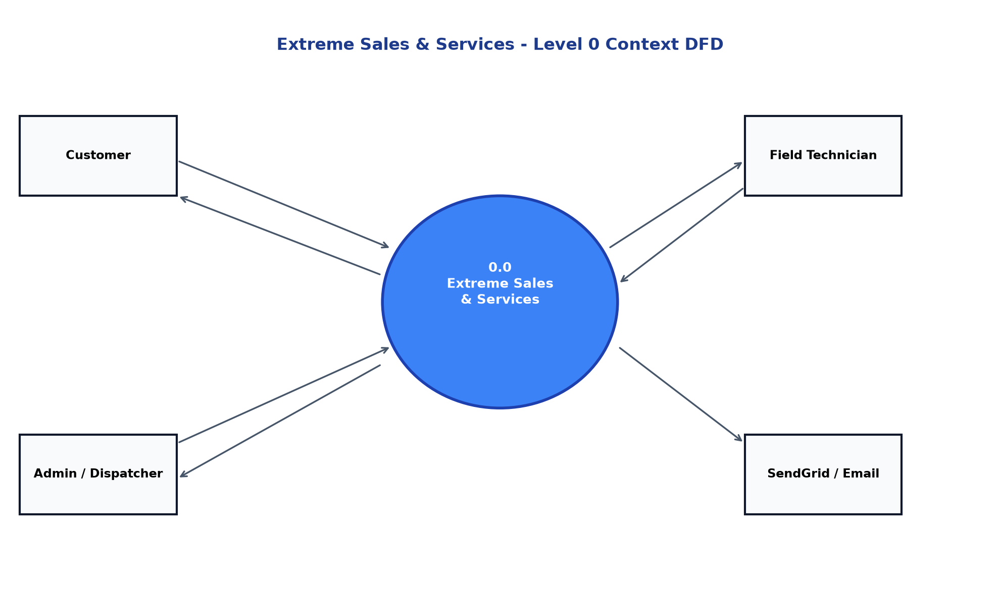 Extreme Sales & Services - Level 0 Context DFD
Customer
Field Technician
0.0
Extreme Sales
& Services
Admin / Dispatcher
SendGrid / Email